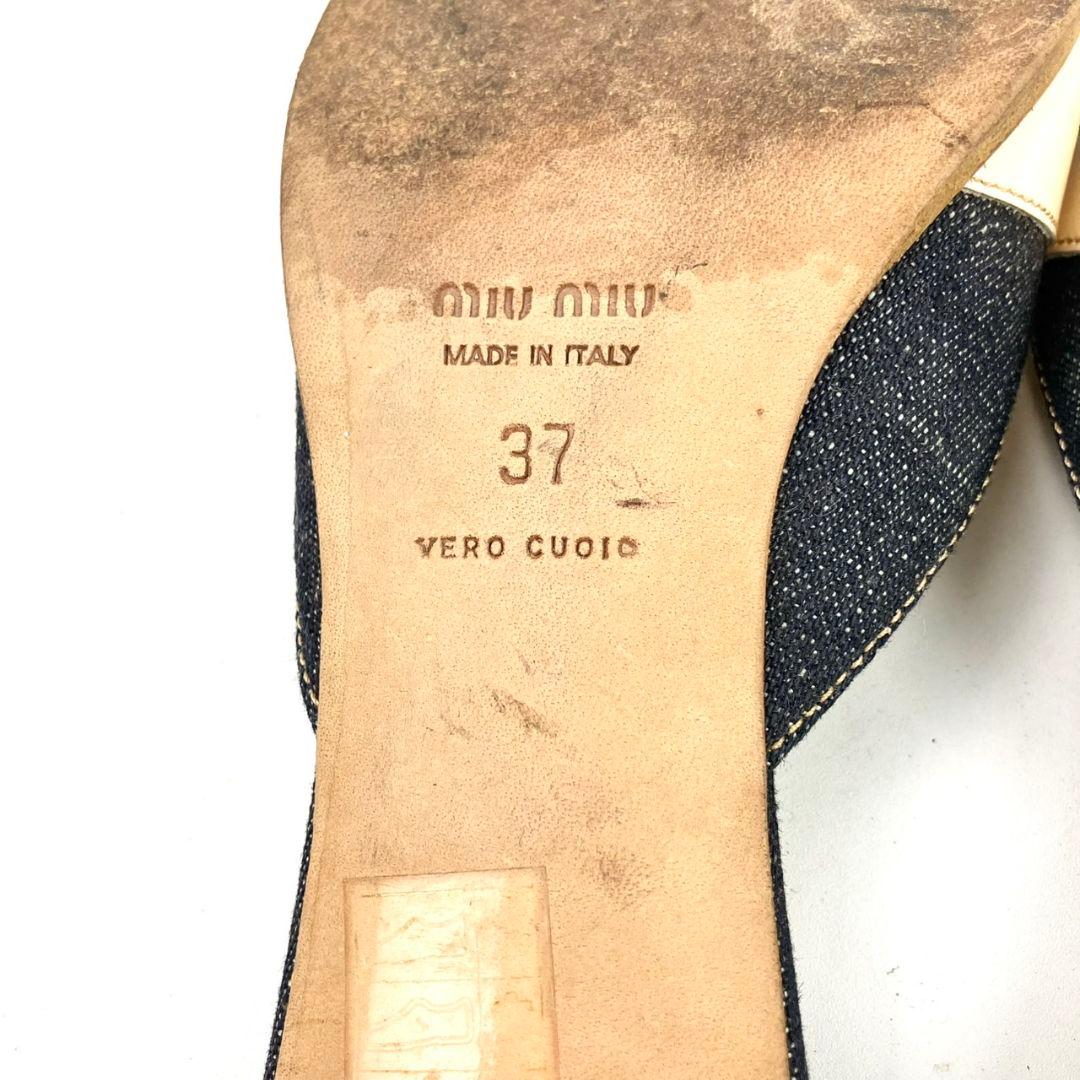 MIU MIU
MADE IN ITALY
37
VERO CUOIO